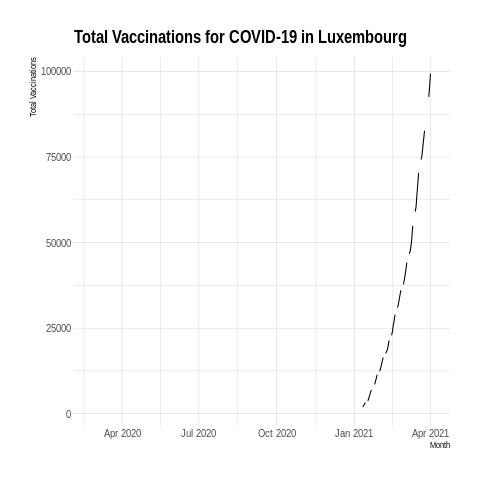 Total Vaccinations for COVID-19 in Luxembourg
Total Vaccinations
100000
75000
50000
25000
0
Apr 2020 Jul 2020 Oct 2020 Jan 2021 Apr 2021
Month